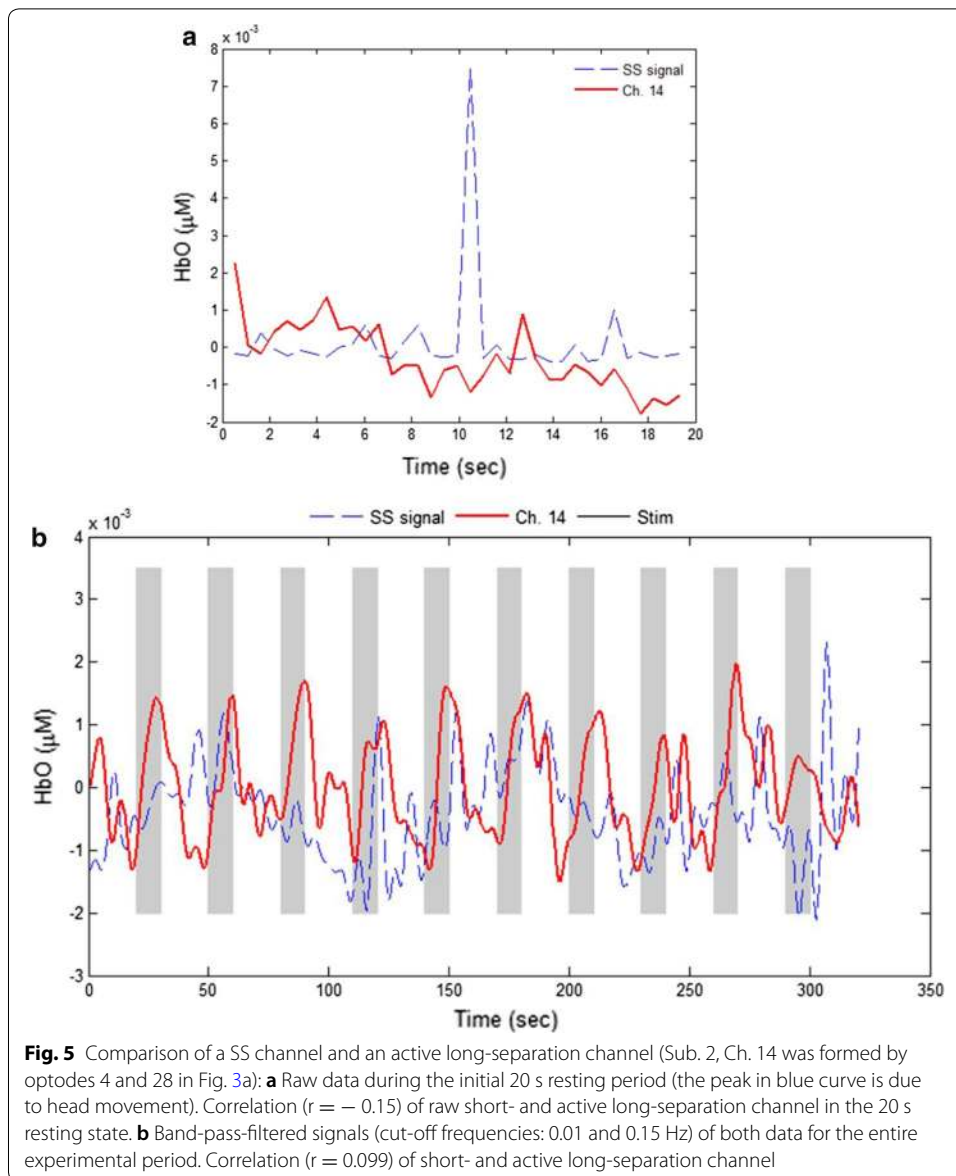 a
x 10⁻³
8
7
6
5
4
3
2
1
0
-1
-2
HbO (μM)
SS signal
Ch. 14
0 2 4 6 8 10 12 14 16 18 20
Time (sec)
SS signal Ch. 14 Stim
b
x 10⁻³
4
3
2
1
0
-1
-2
-3
HbO (μM)
0 50 100 150 200 250 300 350
Time (sec)
Fig. 5 Comparison of a SS channel and an active long-separation channel (Sub. 2, Ch. 14 was formed by
optodes 4 and 28 in Fig. 3a): a Raw data during the initial 20 s resting period (the peak in blue curve is due
to head movement). Correlation (r = − 0.15) of raw short- and active long-separation channel in the 20 s
resting state. b Band-pass-filtered signals (cut-off frequencies: 0.01 and 0.15 Hz) of both data for the entire
experimental period. Correlation (r = 0.099) of short- and active long-separation channel